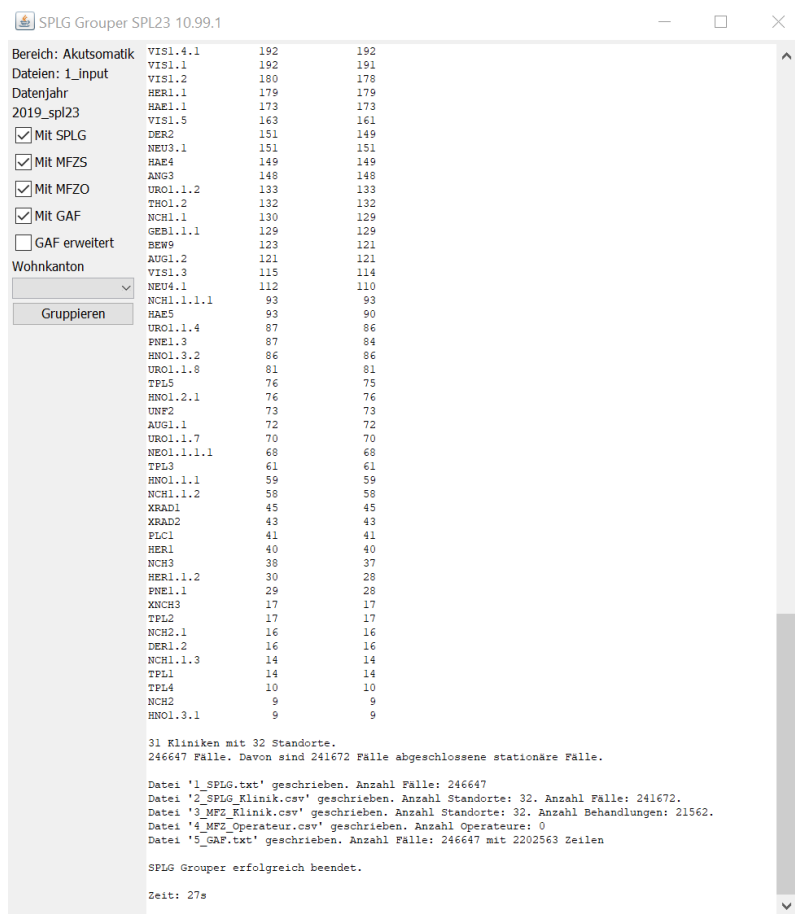 SPLG Grouper SPL23 10.99.1
Bereich: Akutsomatik
Dateien: 1_input
Datenjahr
2019_spl23
Mit SPLG
Mit MFZS
Mit MFZO
Mit GAF
GAF erweitert
Wohnkanton
Gruppieren
VIS1.4.1 192 192
VIS1.1 192 191
VIS1.2 180 178
HER1.1 179 179
HAE1.1 173 173
VIS1.5 163 161
DER2 151 149
NEU3.1 151 151
HAE4 149 149
ANG3 148 148
URO1.1.2 133 133
THO1.2 132 132
NCH1.1 130 129
GEB1.1.1 129 129
BEW9 123 121
AUG1.2 121 121
VIS1.3 115 114
NEU4.1 112 110
NCH1.1.1.1 93 93
HAE5 93 90
URO1.1.4 87 86
PNE1.3 87 84
HNO1.3.2 86 86
URO1.1.8 81 81
TPL5 76 75
HNO1.2.1 76 76
UNF2 73 73
AUG1.1 72 72
URO1.1.7 70 70
NEO1.1.1.1 68 68
TPL3 61 61
HNO1.1.1 59 59
NCH1.1.2 58 58
XRAD1 45 45
XRAD2 43 43
PLC1 41 41
HER1 40 40
NCH3 38 37
HER1.1.2 30 28
PNE1.1 29 28
XNCH3 17 17
TPL2 17 17
NCH2.1 16 16
DER1.2 16 16
NCH1.1.3 14 14
TPL1 14 14
TPL4 10 10
NCH2 9 9
HNO1.3.1 9 9
31 Kliniken mit 32 Standorte.
246647 Fälle. Davon sind 241672 Fälle abgeschlossene stationäre Fälle.
Datei '1_SPLG.txt' geschrieben. Anzahl Fälle: 246647
Datei '2_SPLG_Klinik.csv' geschrieben. Anzahl Standorte: 32. Anzahl Fälle: 241672.
Datei '3_MFZ_Klinik.csv' geschrieben. Anzahl Standorte: 32. Anzahl Behandlungen: 21562.
Datei '4_MFZ_Operateur.csv' geschrieben. Anzahl Operateure: 0
Datei '5_GAF.txt' geschrieben. Anzahl Fälle: 246647 mit 2202563 Zeilen
SPLG Grouper erfolgreich beendet.
Zeit: 27s